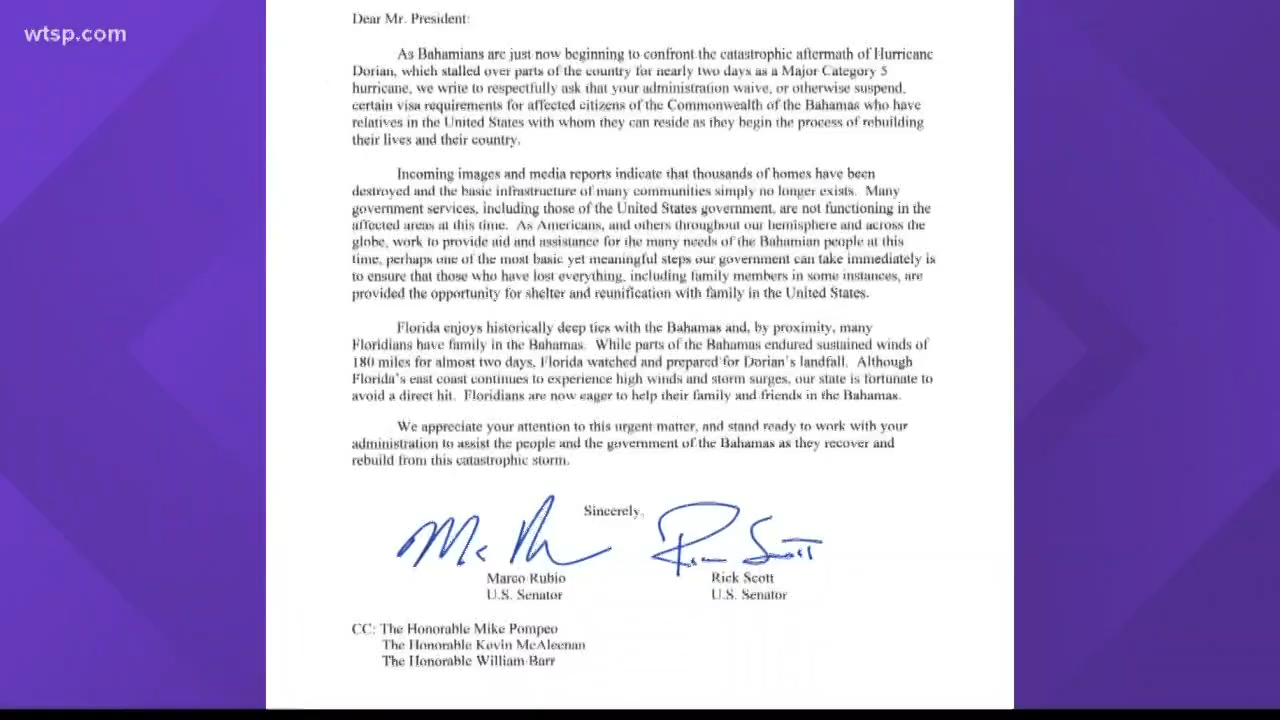 wtsp.com
Dear Mr. President:
As Bahamians are just now beginning to confront the catastrophic aftermath of Hurricane
Dorian, which stalled over parts of the country for nearly two days as a Major Category 5
hurricane, we write to respectfully ask that your administration waive, or otherwise suspend,
certain visa requirements for affected citizens of the Commonwealth of the Bahamas who have
relatives in the United States with whom they can reside as they begin the process of rebuilding
their lives and their country.
Incoming images and media reports indicate that thousands of homes have been
destroyed and the basic infrastructure of many communities simply no longer exists. Many
government services, including those of the United States government, are not functioning in the
affected areas at this time. As Americans, and others throughout our hemisphere and across the
globe, work to provide aid and assistance for the many needs of the Bahamian people at this
time, perhaps one of the most basic yet meaningful steps our government can take immediately is
to ensure that those who have lost everything, including family members in some instances, are
provided the opportunity for shelter and reunification with family in the United States.
Florida enjoys historically deep ties with the Bahamas and, by proximity, many
Floridians have family in the Bahamas. While parts of the Bahamas endured sustained winds of
180 miles for almost two days, Florida watched and prepared for Dorian's landfall. Although
Florida's east coast continues to experience high winds and storm surges, our state is fortunate to
avoid a direct hit. Floridians are now eager to help their family and friends in the Bahamas.
We appreciate your attention to this urgent matter, and stand ready to work with your
administration to assist the people and the government of the Bahamas as they recover and
rebuild from this catastrophic storm.
Sincerely,
Rick Scott
Marco Rubio Rick Scott
U.S. Senator U.S. Senator
CC: The Honorable Mike Pompeo
The Honorable Kevin McAleenan
The Honorable William Barr